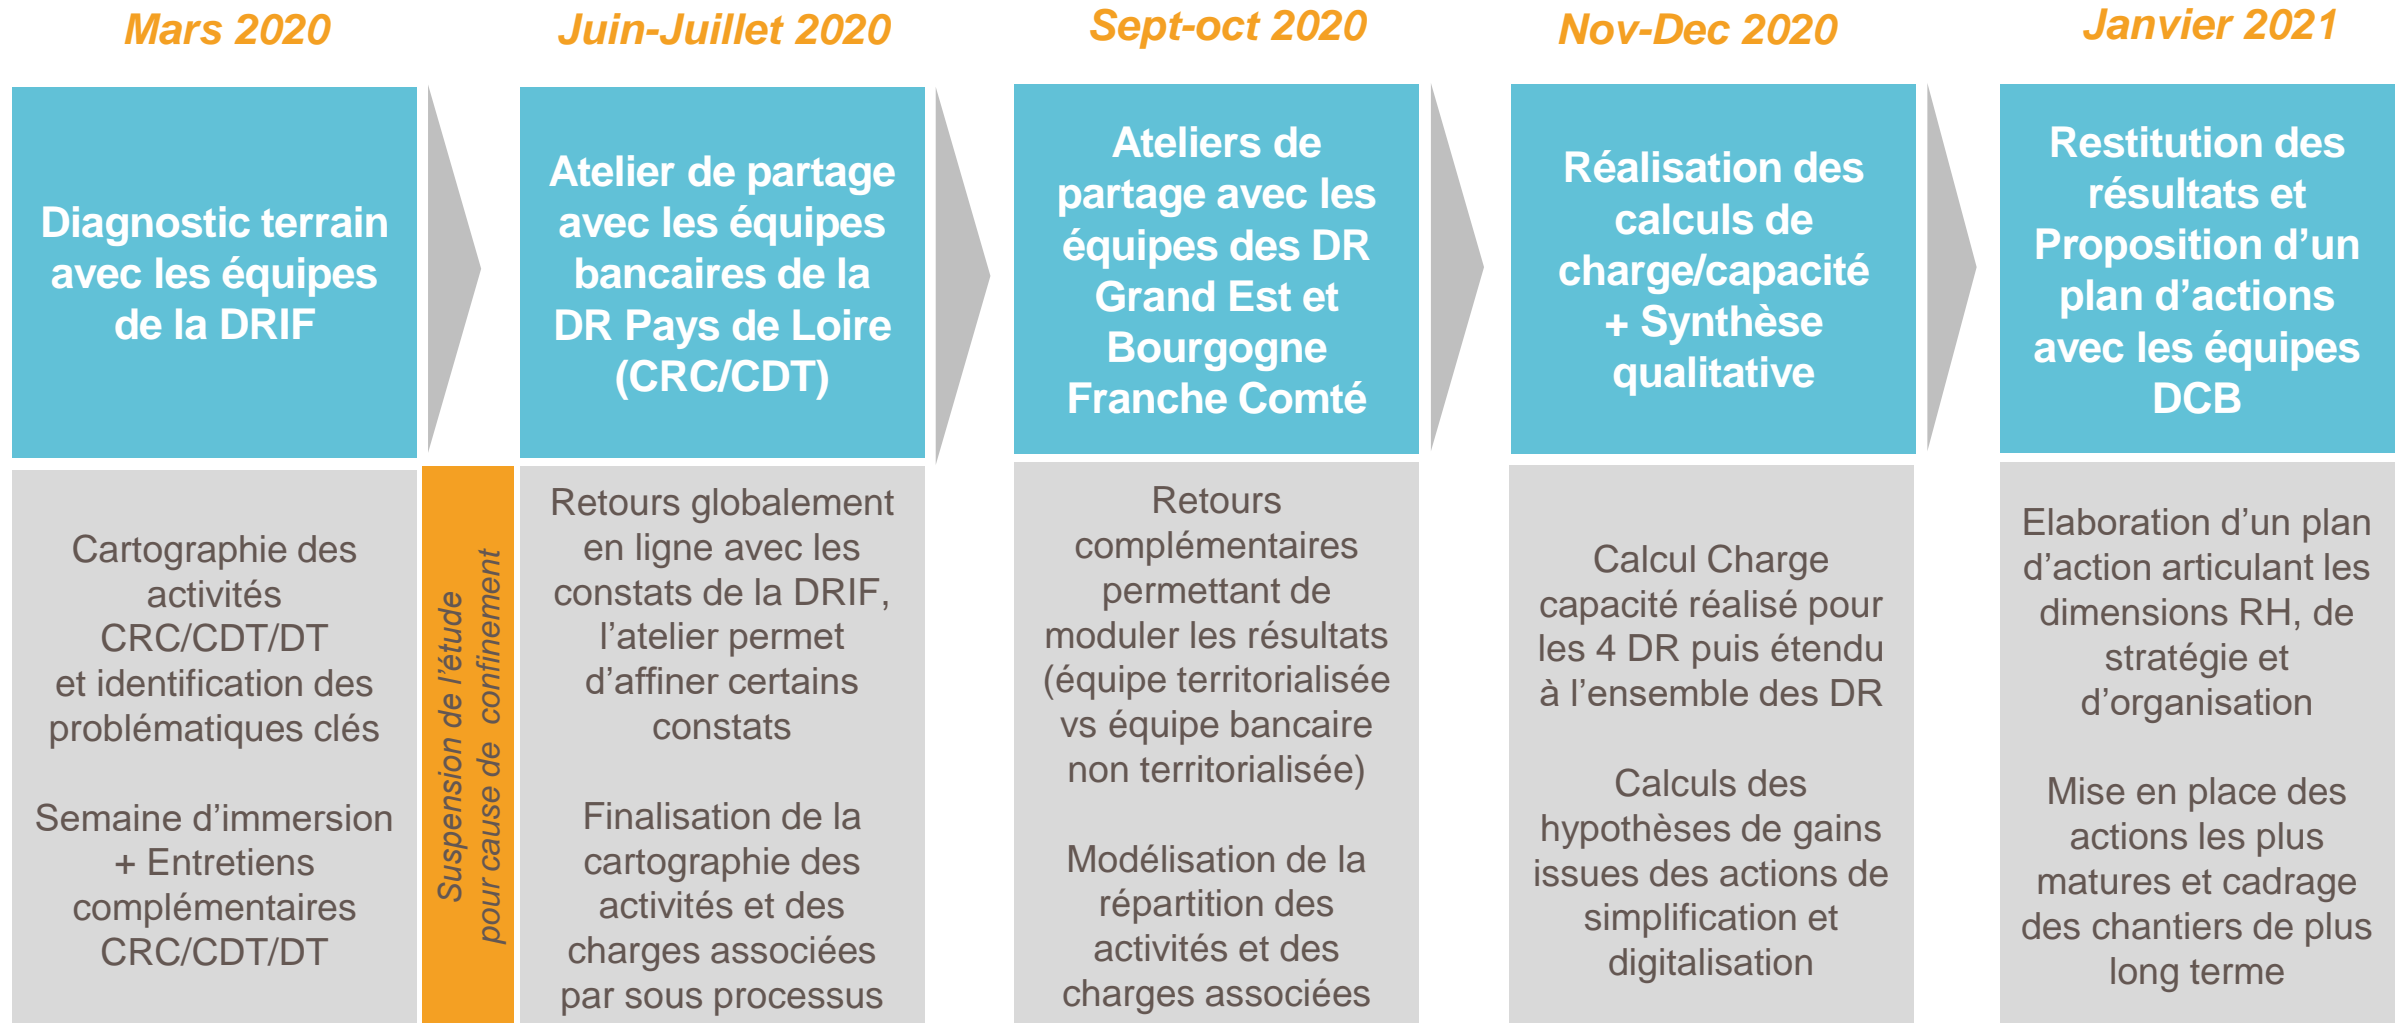 Mars 2020
Juin-Juillet 2020
Sept-oct 2020
Nov-Dec 2020
Janvier 2021
Diagnostic terrain
avec les équipes
de la DRIF
Atelier de partage
avec les équipes
bancaires de la
DR Pays de Loire
(CRC/CDT)
Ateliers de
partage avec les
équipes des DR
Grand Est et
Bourgogne
Franche Comté
Réalisation des
calculs de
charge/capacité
+ Synthèse
qualitative
Restitution des
résultats et
Proposition d’un
plan d’actions
avec les équipes
DCB
Cartographie des
activités
CRC/CDT/DT
et identification des
problématiques clés
Semaine d’immersion
+ Entretiens
complémentaires
CRC/CDT/DT
Suspension de l’étude
pour cause de confinement
Retours globalement
en ligne avec les
constats de la DRIF,
l’atelier permet
d’affiner certains
constats
Finalisation de la
cartographie des
activités et des
charges associées
par sous processus
Retours
complémentaires
permettant de
moduler les résultats
(équipe territorialisée
vs équipe bancaire
non territorialisée)
Modélisation de la
répartition des
activités et des
charges associées
Calcul Charge
capacité réalisé pour
les 4 DR puis étendu
à l’ensemble des DR
Calculs des
hypothèses de gains
issues des actions de
simplification et
digitalisation
Elaboration d’un plan
d’action articulant les
dimensions RH, de
stratégie et
d’organisation
Mise en place des
actions les plus
matures et cadrage
des chantiers de plus
long terme